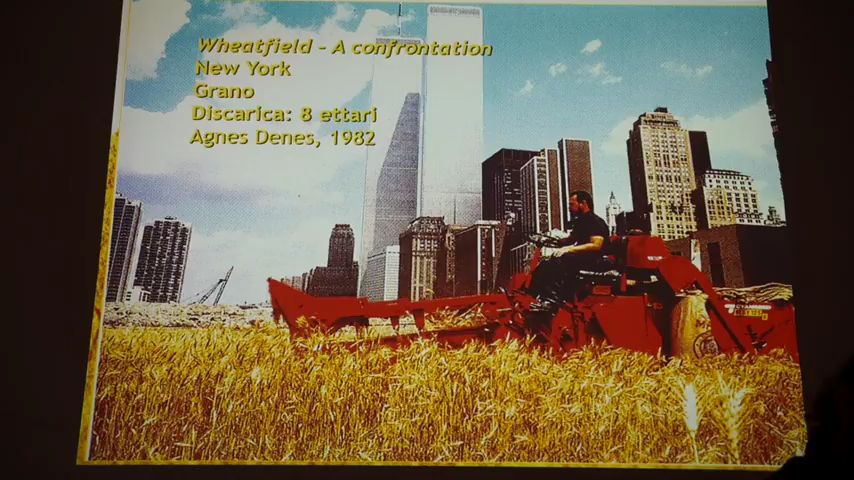 Wheatfield - A confrontation
New York
Grano
Discarica: 8 ettari
Agnes Denes, 1982